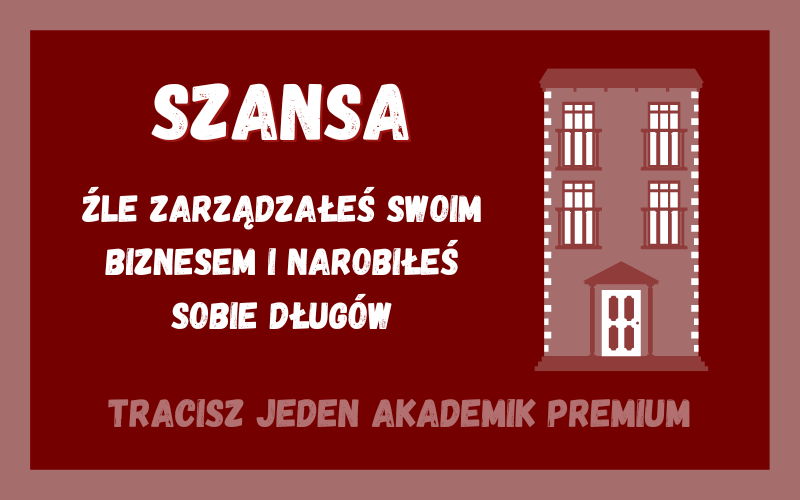 SZANSA
ŹLE ZARZĄDZAŁEŚ SWOIM
BIZNESEM I NAROBIŁEŚ
SOBIE DŁUGÓW
TRACISZ JEDEN AKADEMIK PREMIUM